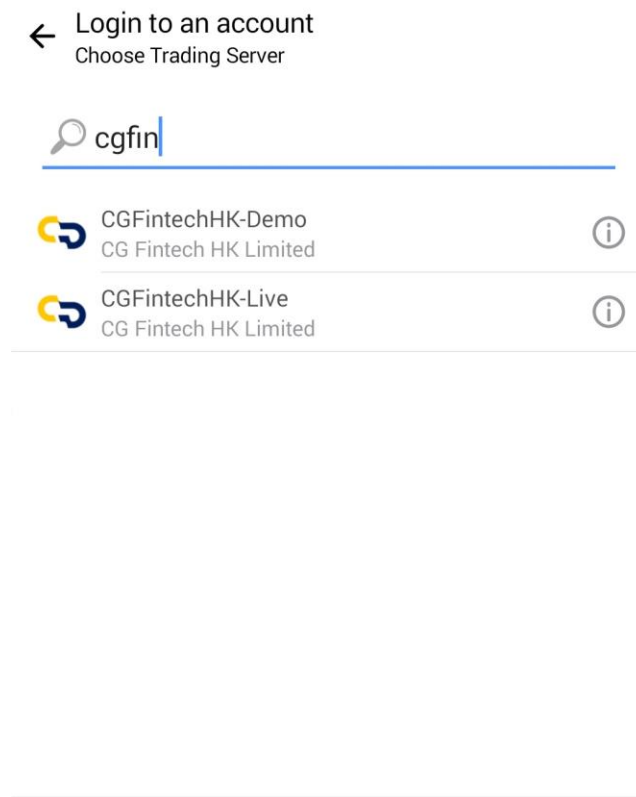 Login to an account
Choose Trading Server
cgfin
CGFintechHK-Demo
CG Fintech HK Limited
CGFintechHK-Live
CG Fintech HK Limited